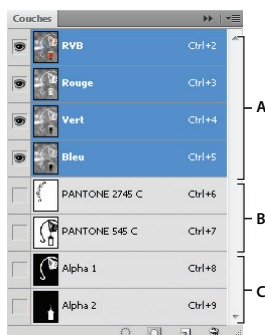 Couches
RVB Ctrl+2
A
Rouge Ctrl+3
Vert Ctrl+4
Bleu Ctrl+5
PANTONE 2745 C Ctrl+6
B
PANTONE 545 C Ctrl+7
Alpha 1 Ctrl+8
C
Alpha 2 Ctrl+9